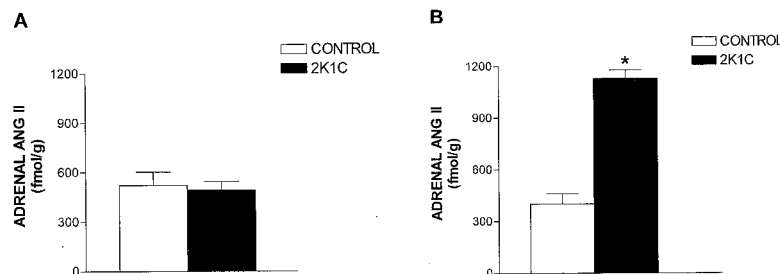 A
CONTROL
2K1C
1200
900
600
300
0
ADRENAL ANG II
(fmol/g)
B
CONTROL
2K1C
1200
900
600
300
0
ADRENAL ANG II
(fmol/g)
*